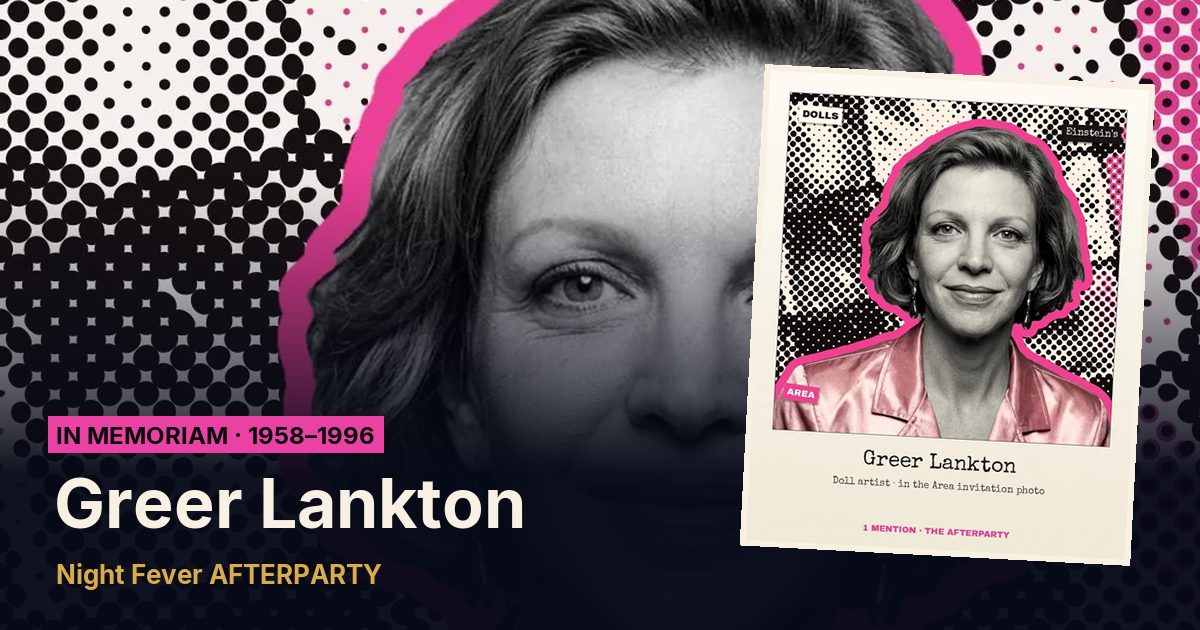 IN MEMORIAM · 1958–1996
Greer Lankton
Night Fever AFTERPARTY
DOLLS
Einstein's
AREA
Greer Lankton
Doll artist · in the Area invitation photo
1 MENTION · THE AFTERPARTY